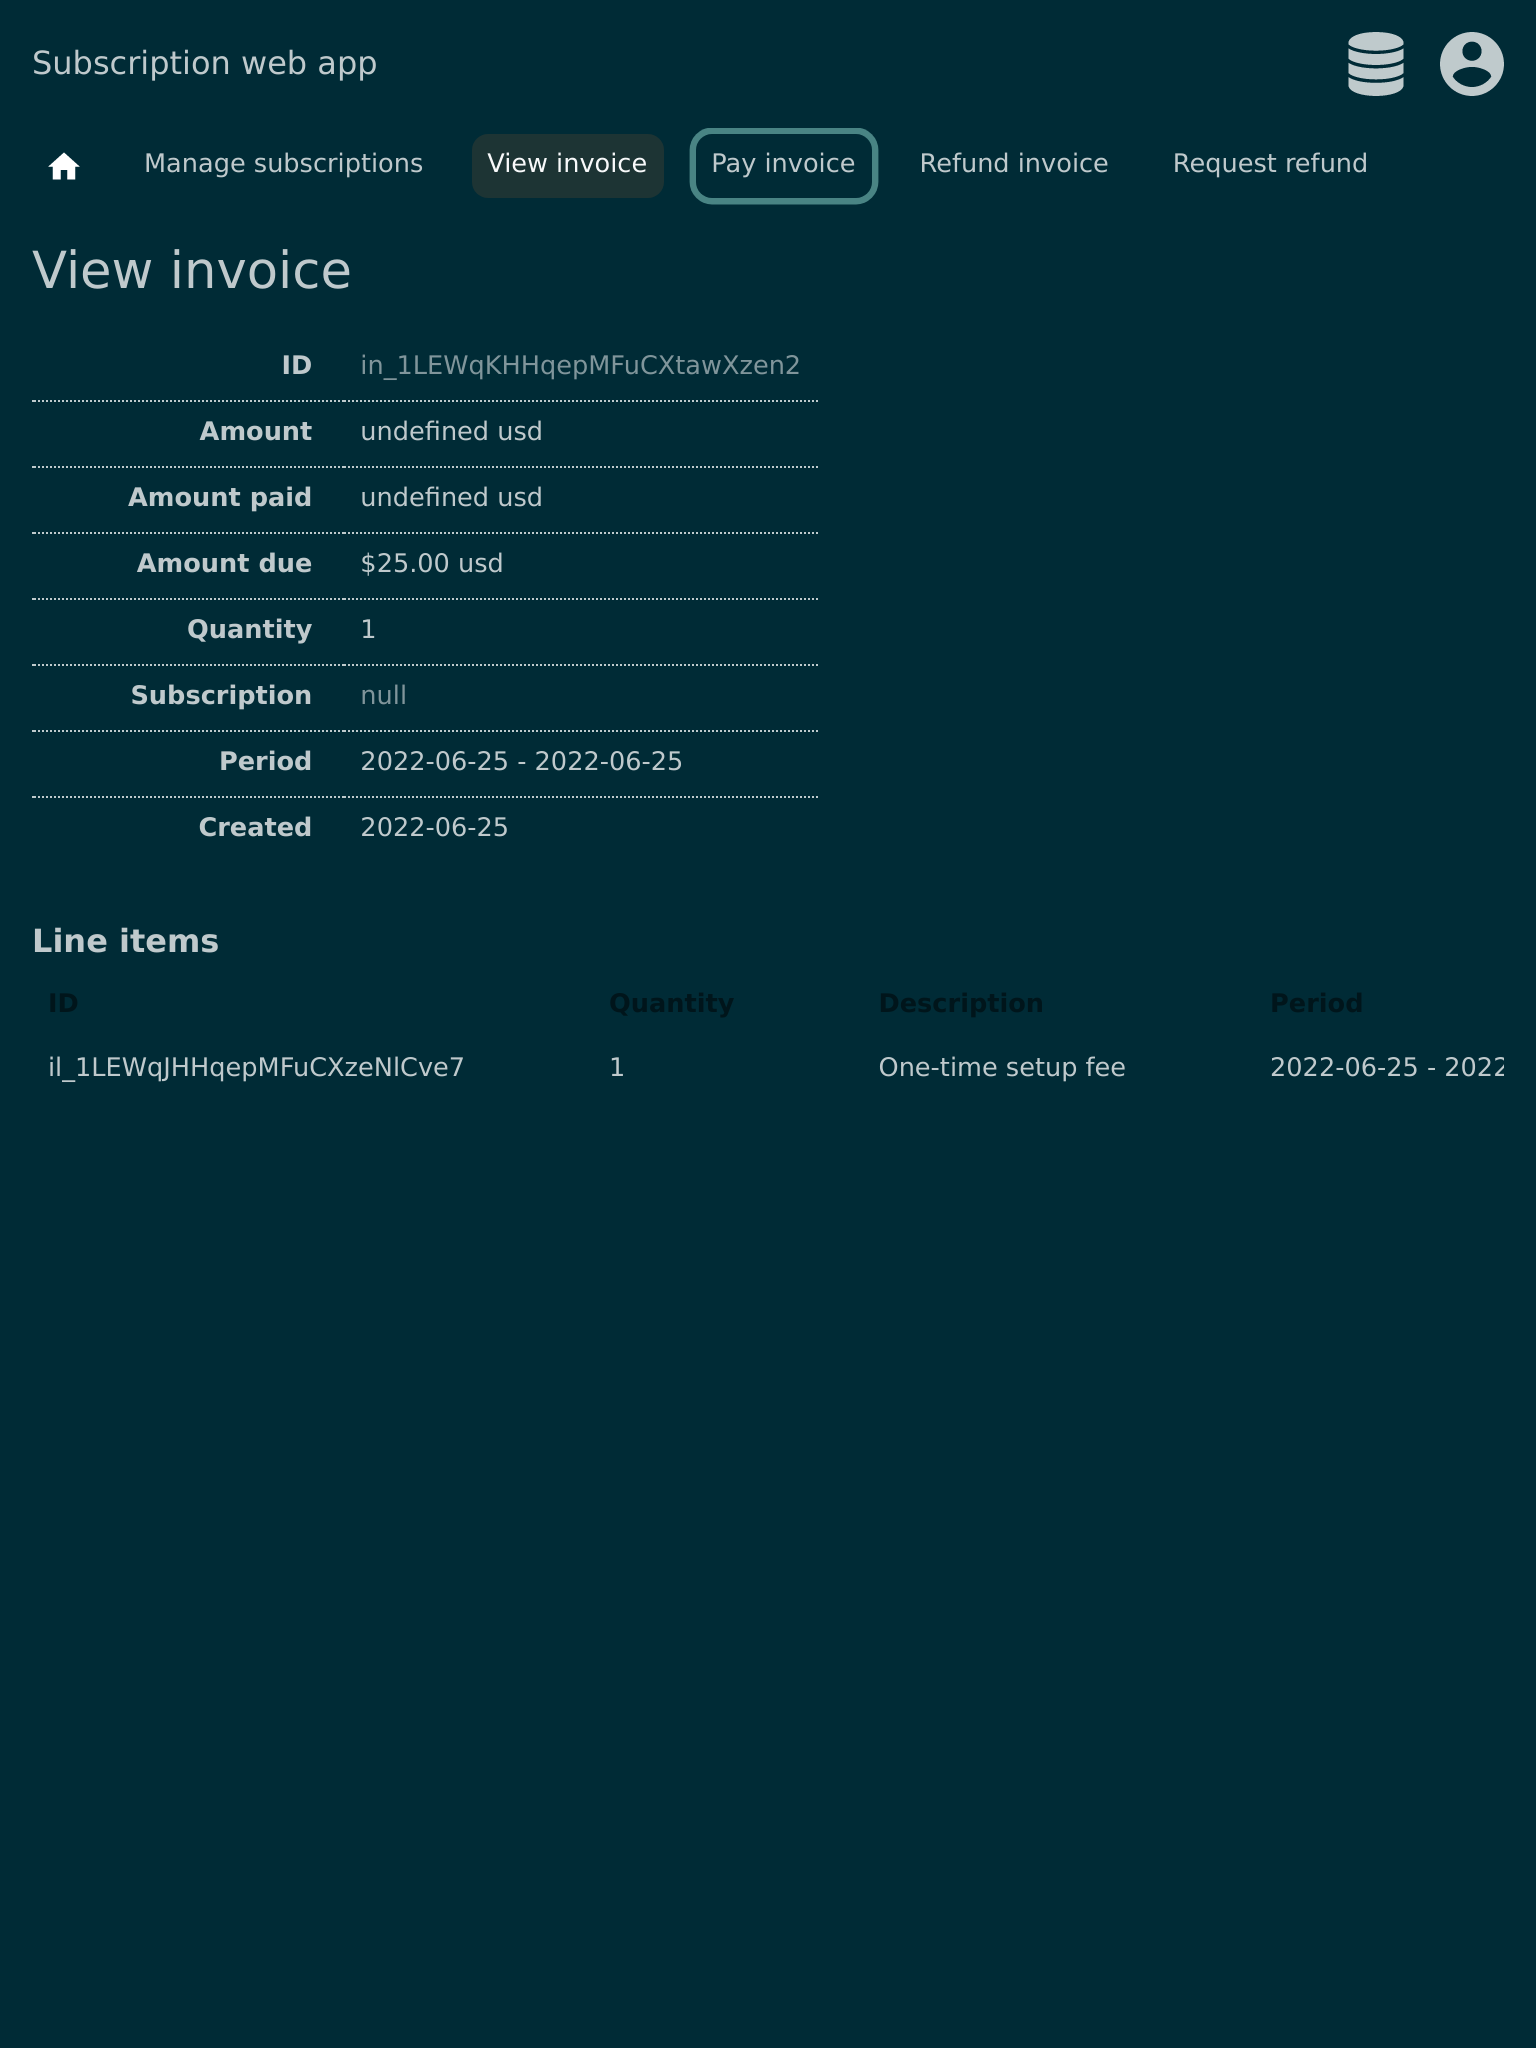 Subscription web app
Manage subscriptions View invoice Pay invoice Refund invoice Request refund
View invoice
ID in_1LEWqKHHqepMFuCXtawXzen2
Amount undefined usd
Amount paid undefined usd
Amount due $25.00 usd
Quantity 1
Subscription null
Period 2022-06-25 - 2022-06-25
Created 2022-06-25
Line items
ID Quantity Description Period
il_1LEWqJHHqepMFuCXzeNlCve7 1 One-time setup fee 2022-06-25 - 2022